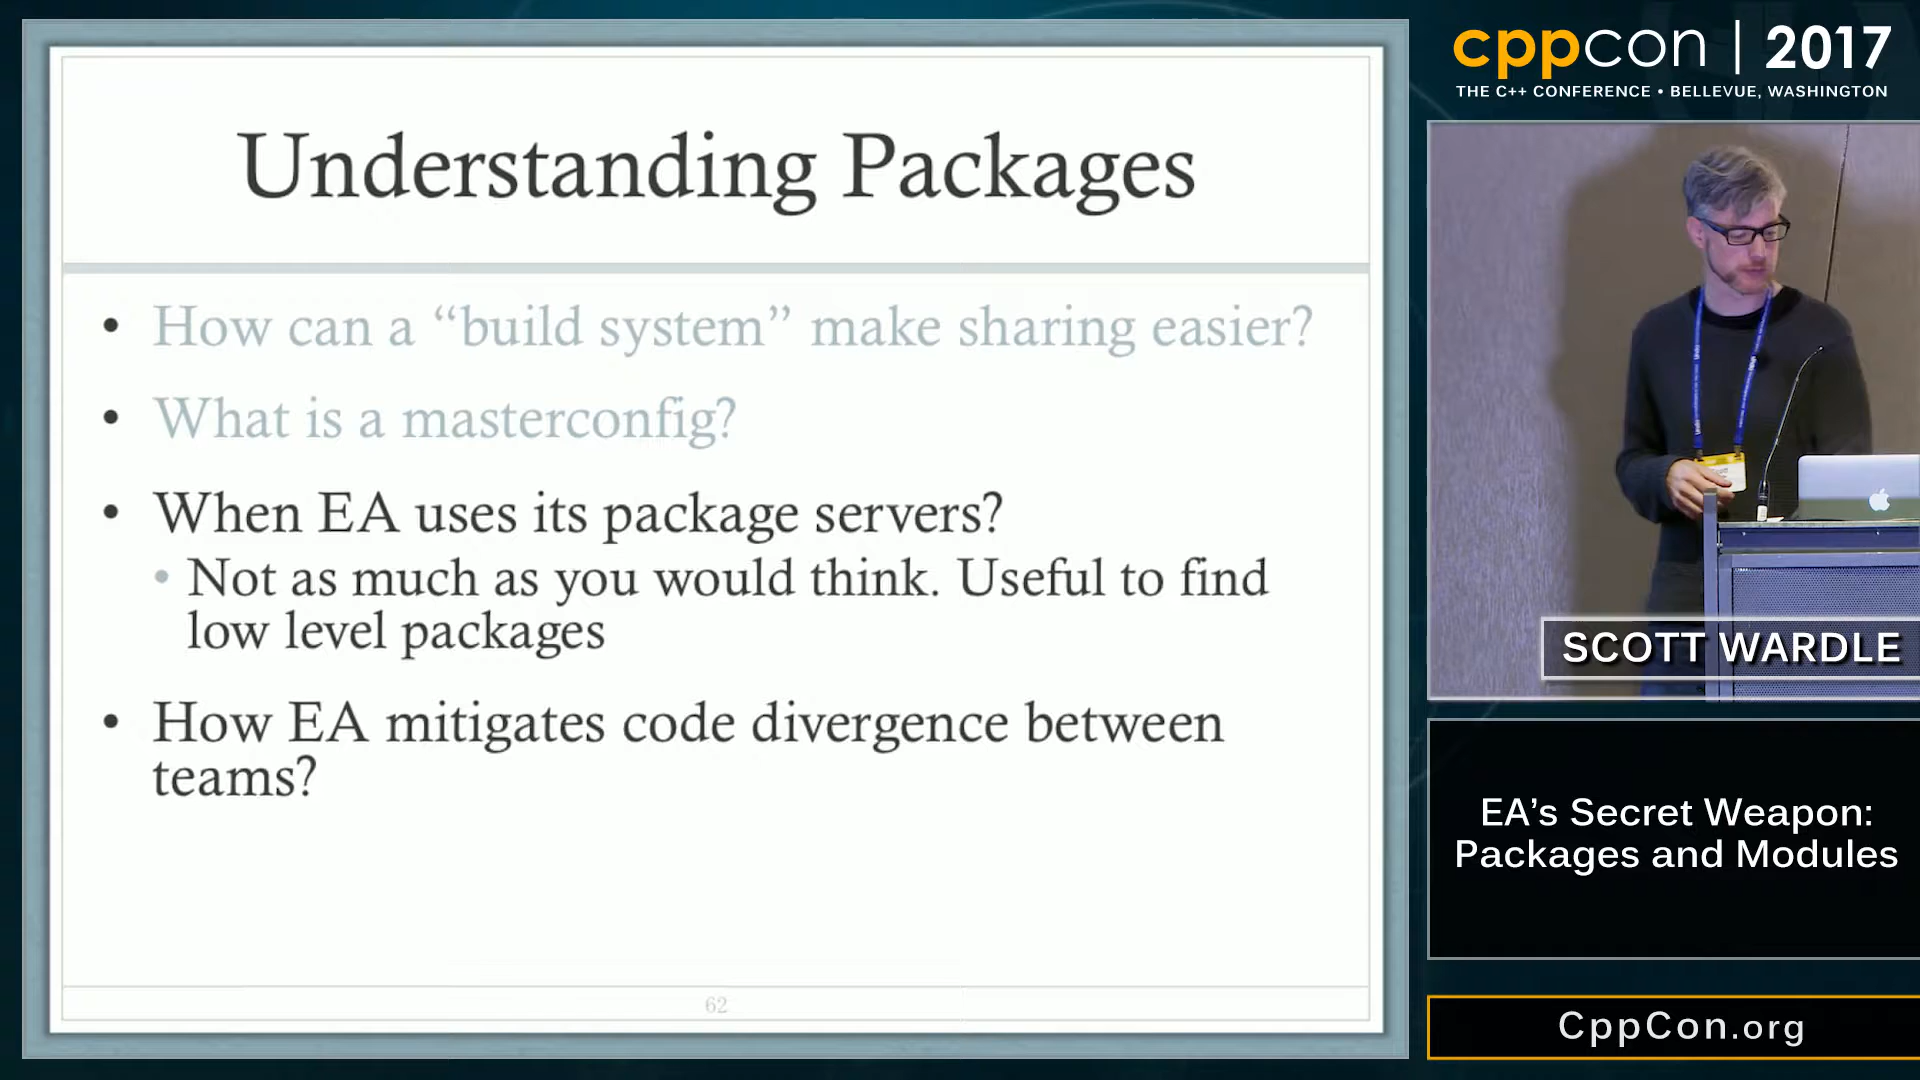 Understanding Packages
• How can a “build system” make sharing easier?
• What is a masterconfig?
• When EA uses its package servers?
• Not as much as you would think. Useful to find
low level packages
• How EA mitigates code divergence between
teams?
62
cppcon | 2017
THE C++ CONFERENCE • BELLEVUE, WASHINGTON
SCOTT WARDLE
EA’s Secret Weapon:
Packages and Modules
CppCon.org